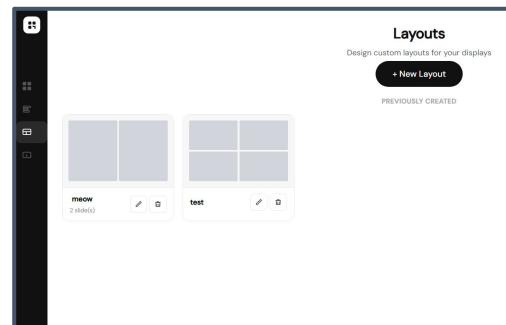 Layouts
Design custom layouts for your displays
+ New Layout
PREVIOUSLY CREATED
meow
2 slide(s)
test